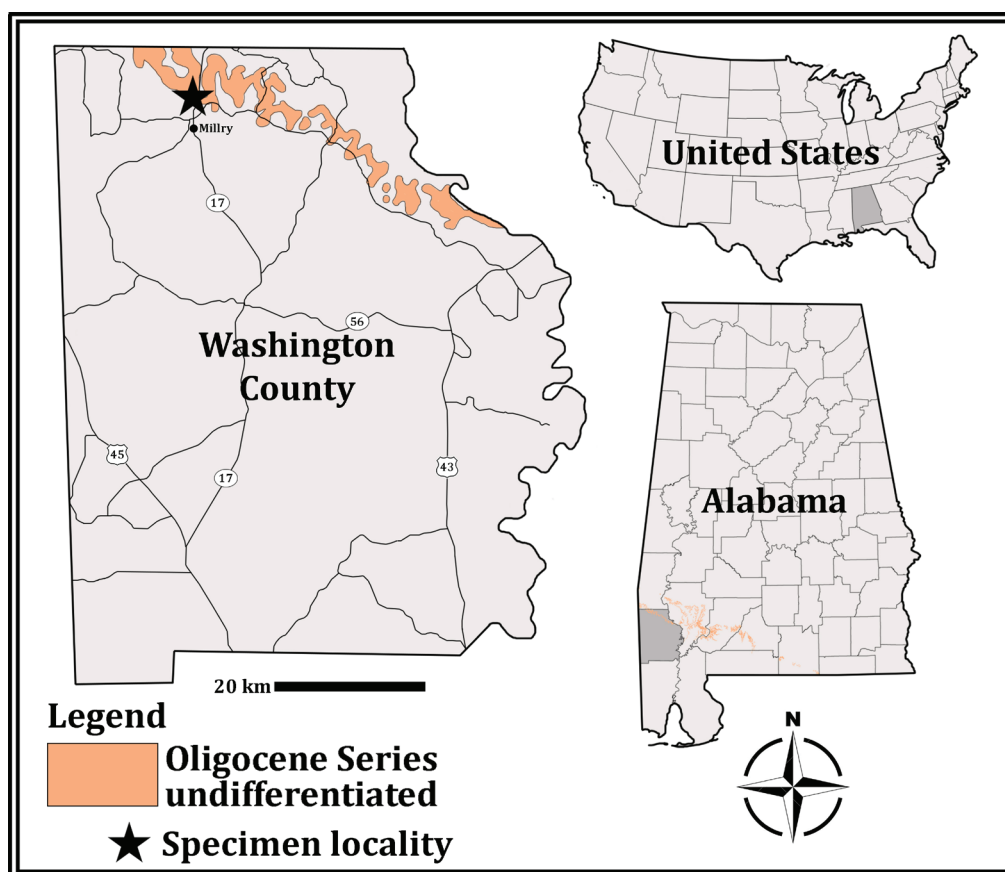 Millry
17
56
Washington
County
45
17
43
20 km
United States
Alabama
N
Legend
Oligocene Series
undifferentiated
Specimen locality